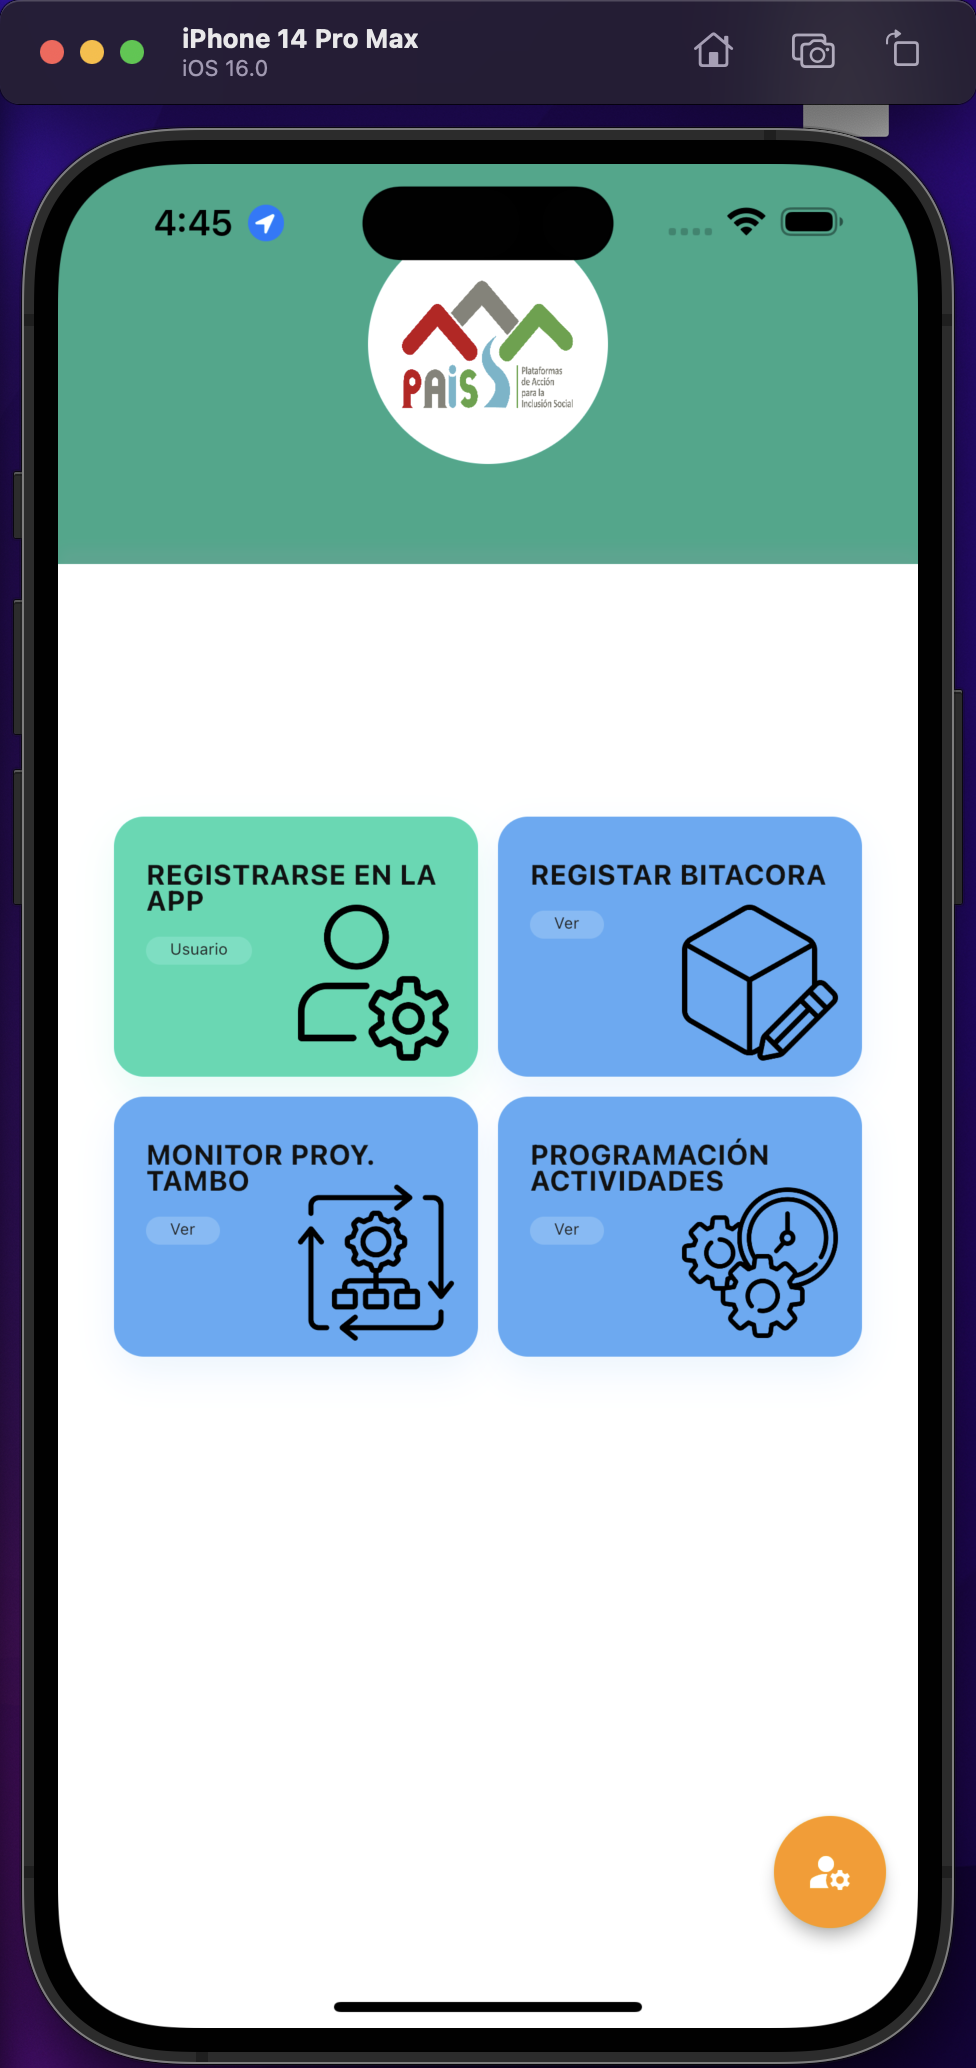 iPhone 14 Pro Max
iOS 16.0
4:45
PAiS
Plataformas
de Acción
para la
Inclusión Social
REGISTRARSE EN LA
APP
Usuario
REGISTAR BITACORA
Ver
MONITOR PROY.
TAMBO
Ver
PROGRAMACIÓN
ACTIVIDADES
Ver